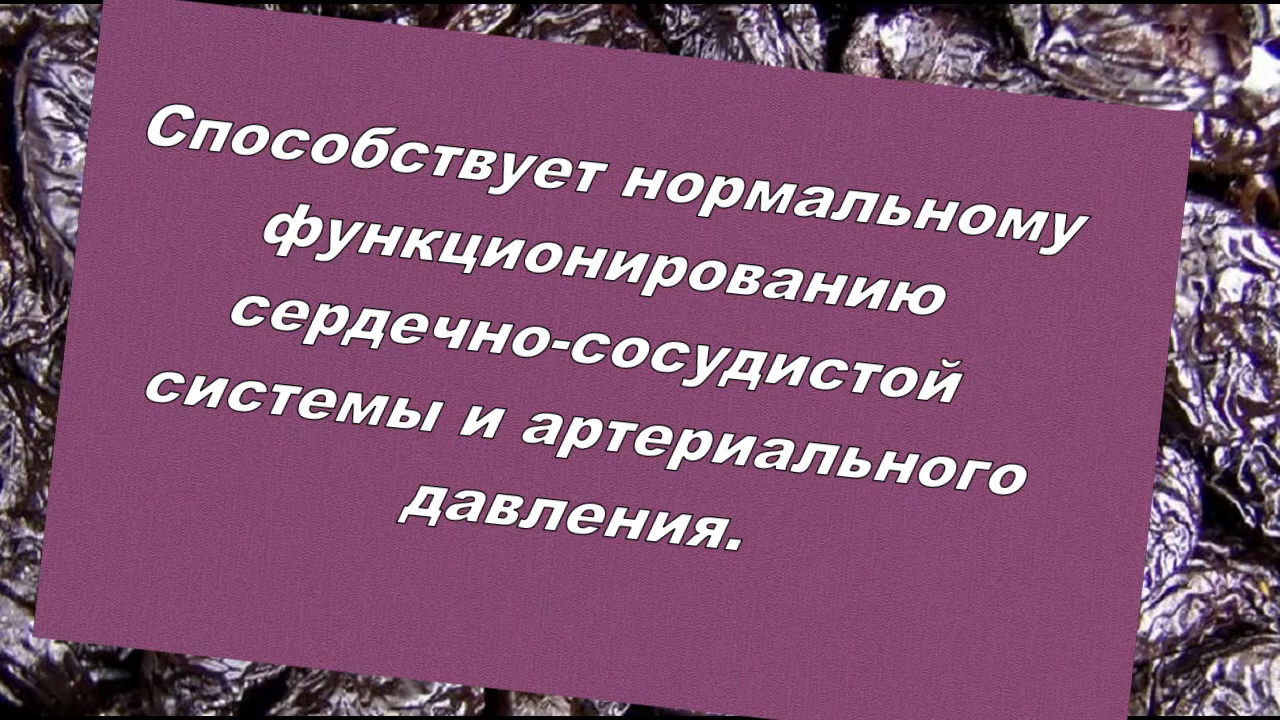 Способствует нормальному
функционированию
сердечно-сосудистой
системы и артериального
давления.